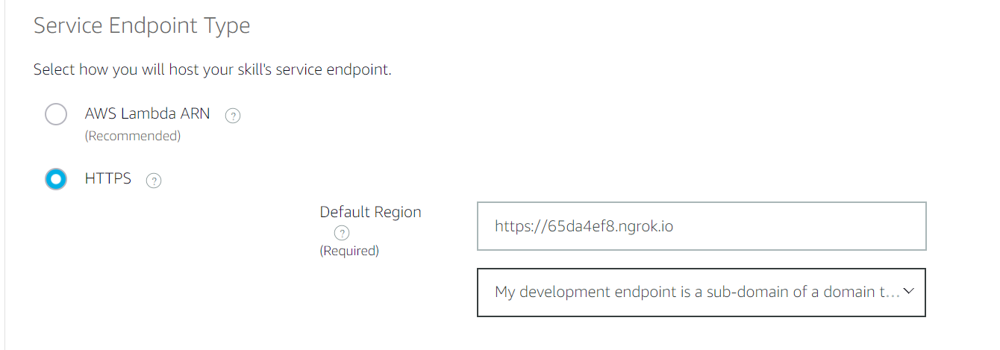 Service Endpoint Type
Select how you will host your skill's service endpoint.
AWS Lambda ARN ?
(Recommended)
HTTPS ?
Default Region
?
(Required)
https://65da4ef8.ngrok.io
My development endpoint is a sub-domain of a domain t...